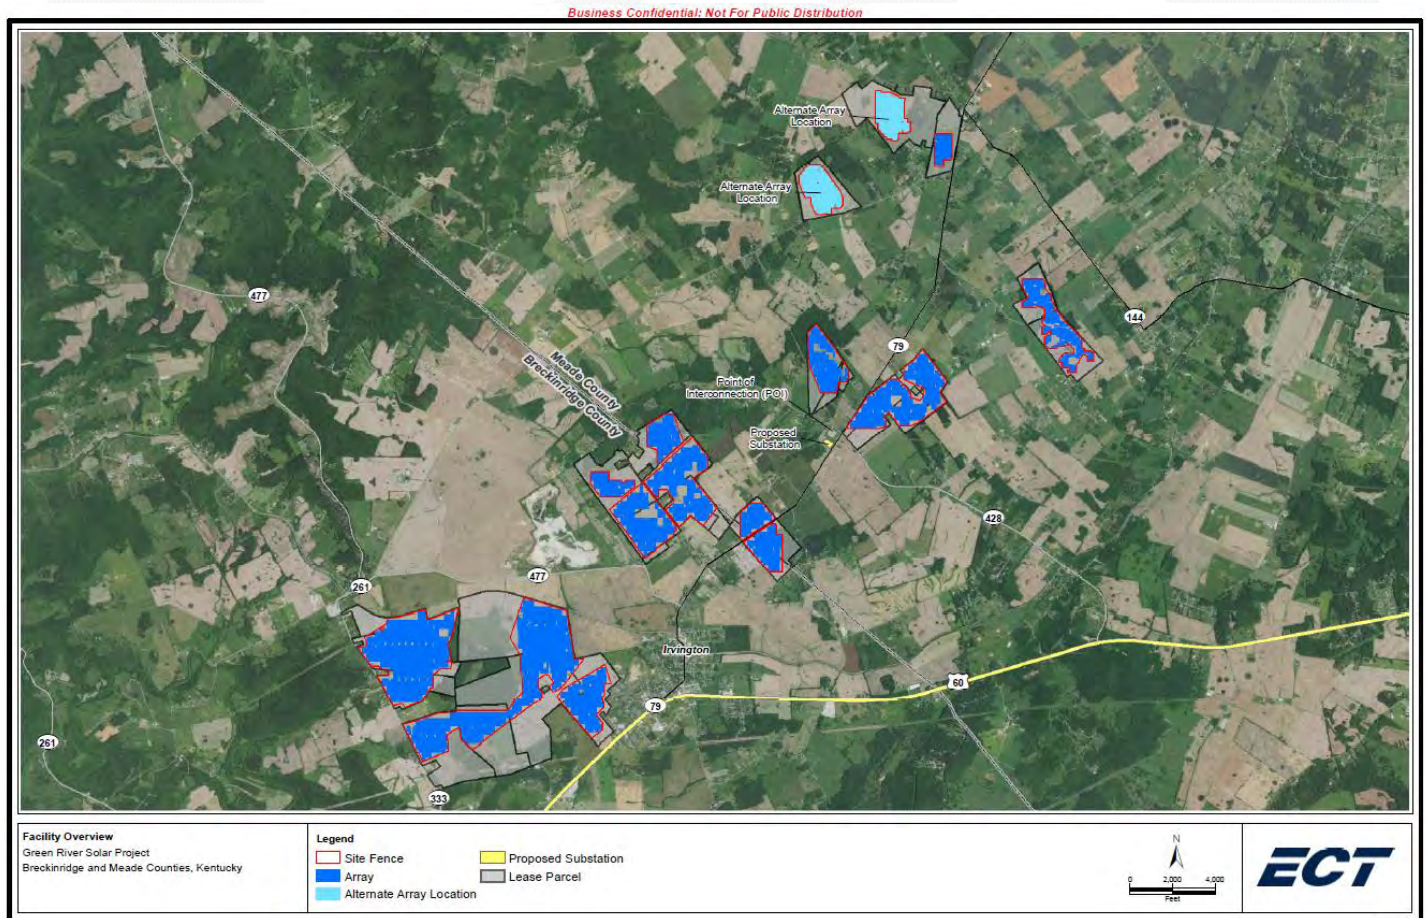 Business Confidential: Not For Public Distribution
Alternate Array
Location
Alternate Array
Location
477
144
79
Meade County
Breckinridge County
Point of
Interconnection (POI)
Proposed
Substation
428
477
261
Irvington
60
79
261
333
Facility Overview
Green River Solar Project
Breckinridge and Meade Counties, Kentucky
Legend
Site Fence
Array
Alternate Array Location
Proposed Substation
Lease Parcel
N
0 2,000 4,000
Feet
ECT